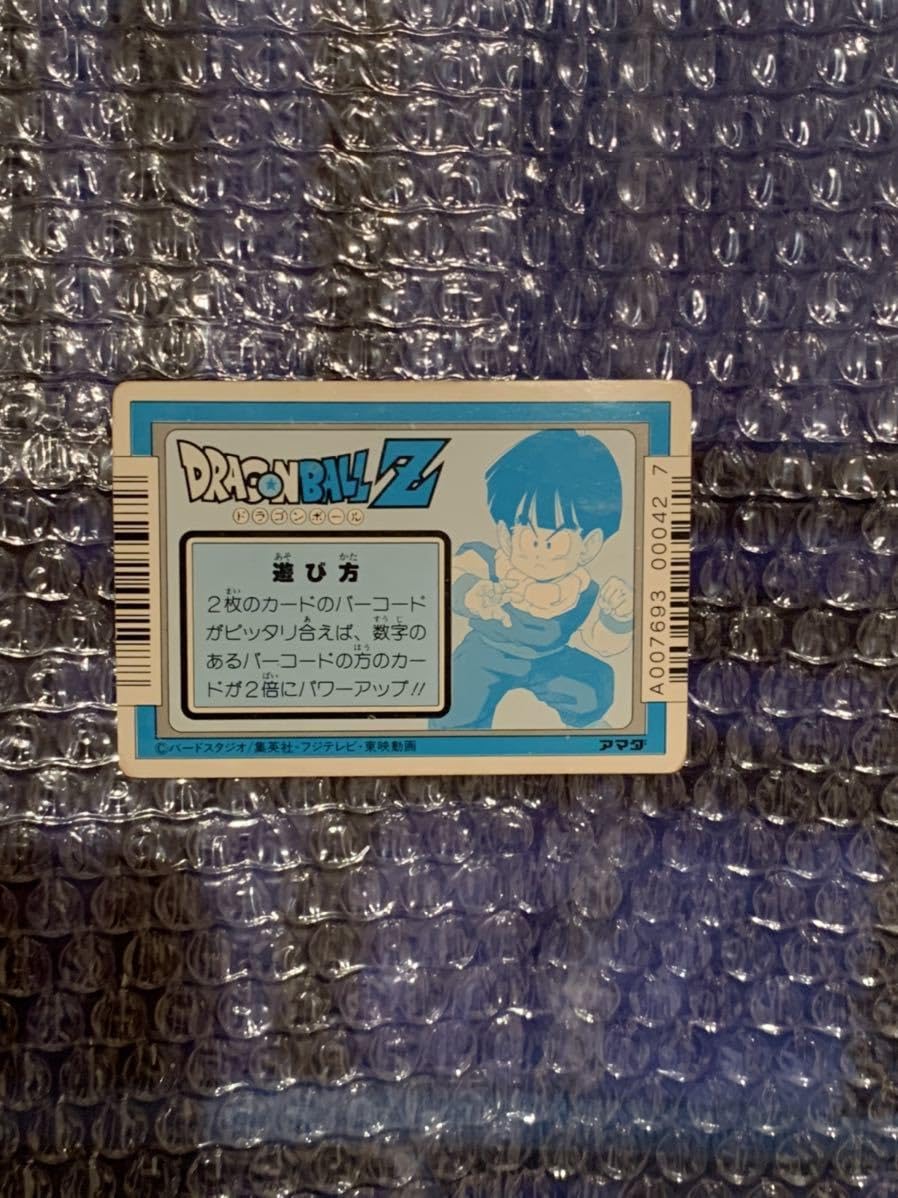 DRAGONBALL Z
ドラゴンボール
遊び方
あそ かた
2枚のカードのバーコード
まい
がピッタリ合えば、数字の
あ すうじ
あるバーコードの方のカー
ほう
ドが2倍にパワーアップ!!
ばい
©バードスタジオ/集英社・フジテレビ・東映動画
アマダ
A007693 00042 7